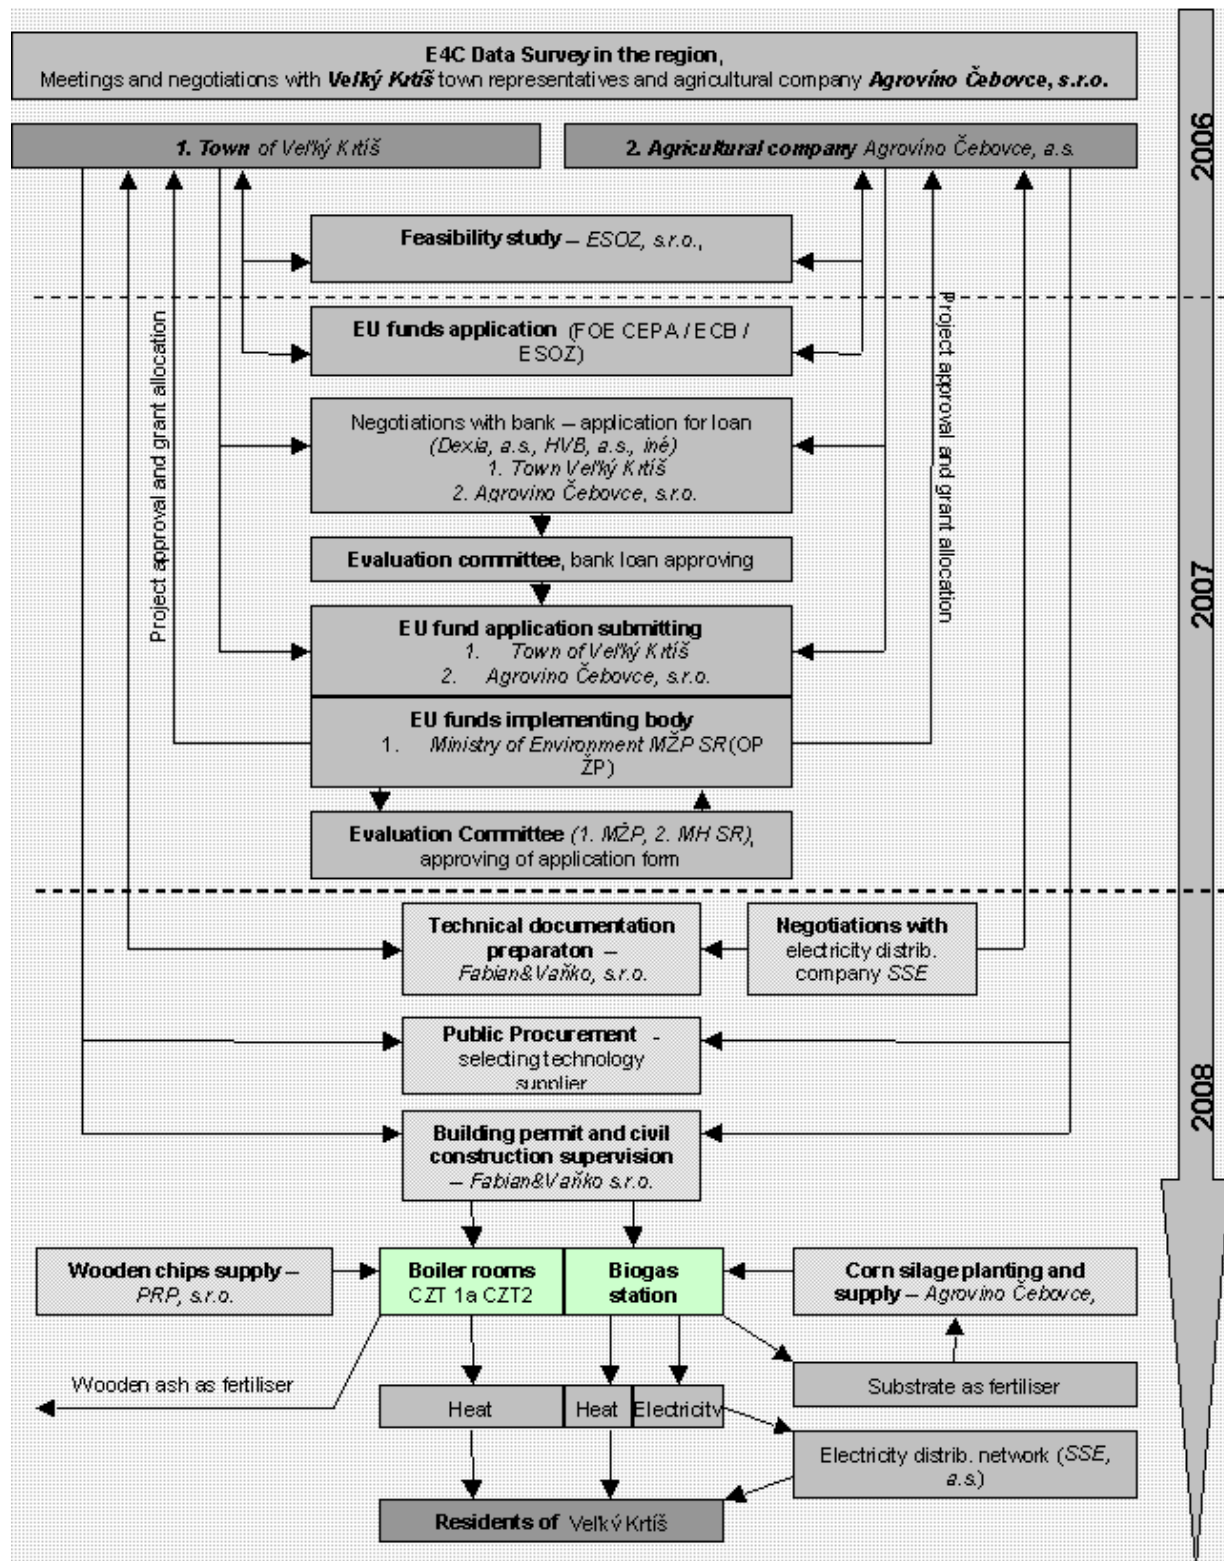 E4C Data Survey in the region,
Meetings and negotiations with Veľký Krtíš town representatives and agricultural company Agrovíno Čebovce, s.r.o.
2006
1. Town of Veľký Krtíš
2. Agricultural company Agrovíno Čebovce, a.s.
Feasibility study – ESOZ, s.r.o.,
EU funds application (FOE CEPA / ECB /
ESOZ)
Project approval and grant allocation
Project approval and grant allocation
Negotiations with bank – application for loan
(Dexia, a.s., HVB, a.s., iné)
1. Town Veľký Krtíš
2. Agrovino Čebovce, s.r.o.
Evaluation committee, bank loan approving
2007
EU fund application submitting
1. Town of Veľký Krtíš
2. Agrovino Čebovce, s.r.o.
EU funds implementing body
1. Ministry of Environment MŽP SR (OP
ŽP)
Evaluation Committee (1. MŽP, 2. MH SR),
approving of application form
Technical documentation
preparaton –
Fabian&Vaňko, s.r.o.
Negotiations with
electricity distrib.
company SSE
Public Procurement -
selecting technology
supplier
2008
Building permit and civil
construction supervision
– Fabian&Vaňko s.r.o.
Wooden chips supply –
PRP, s.r.o.
Boiler rooms
CZT 1a CZT2
Biogas
station
Corn silage planting and
supply – Agrovino Čebovce,
Wooden ash as fertiliser
Substrate as fertiliser
Heat
Heat
Electricity
Electricity distrib. network (SSE,
a.s.)
Residents of Veľký Krtíš